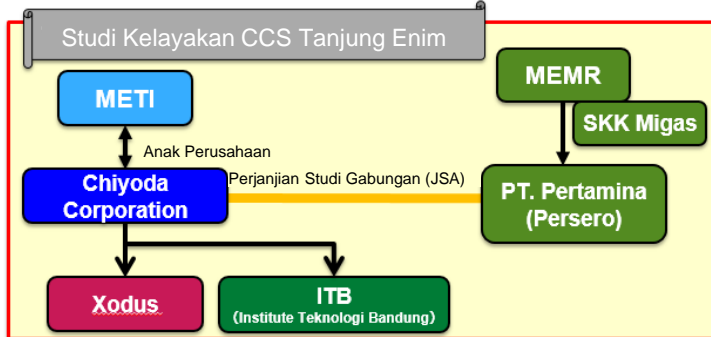 Studi Kelayakan CCS Tanjung Enim
METI
MEMR
SKK Migas
Anak Perusahaan
Chiyoda
Corporation
Perjanjian Studi Gabungan (JSA)
PT. Pertamina
(Persero)
Xodus
ITB
(Institute Teknologi Bandung)